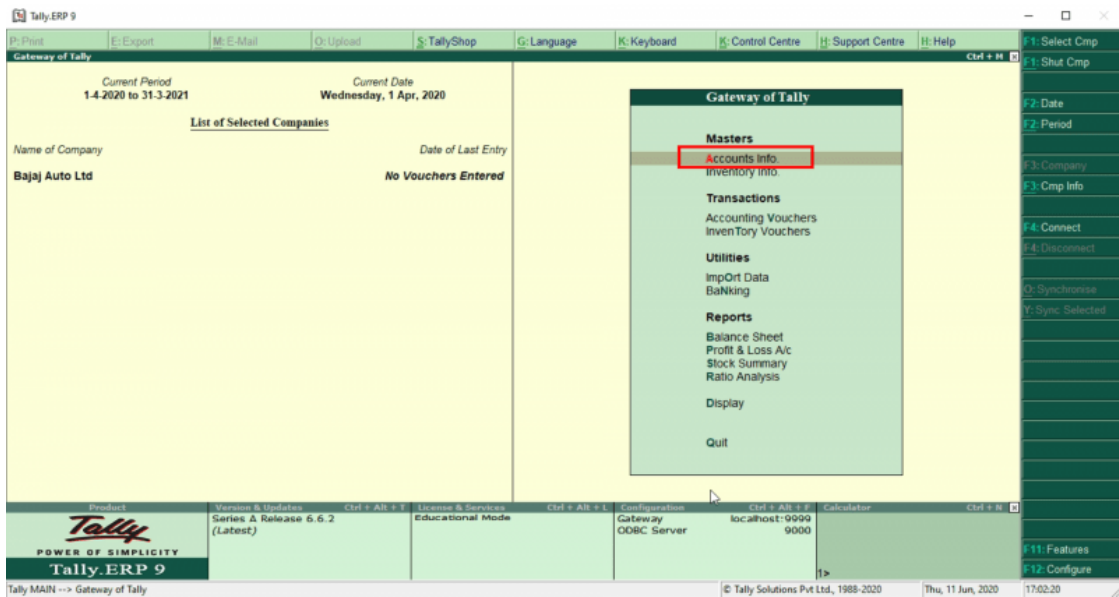 Tally.ERP 9
P: Print E: Export M: E-Mail O: Upload S: TallyShop G: Language K: Keyboard K: Control Centre H: Support Centre H: Help
Gateway of Tally Ctrl + M
Current Period Current Date
1-4-2020 to 31-3-2021 Wednesday, 1 Apr, 2020
List of Selected Companies
Name of Company Date of Last Entry
Bajaj Auto Ltd No Vouchers Entered
Gateway of Tally
Masters
Accounts Info.
Inventory Info.
Transactions
Accounting Vouchers
InvenTory Vouchers
Utilities
ImpOrt Data
BaNking
Reports
Balance Sheet
Profit & Loss A/c
Stock Summary
Ratio Analysis
Display
Quit
F1: Select Cmp
F1: Shut Cmp
F2: Date
F2: Period
F3: Company
F3: Cmp Info
F4: Connect
F4: Disconnect
O: Synchronise
Y: Sync Selected
F11: Features
F12: Configure
Product
Tally
POWER OF SIMPLICITY
Tally.ERP 9
Version & Updates Ctrl + Alt + T
Series A Release 6.6.2
(Latest)
License & Services Ctrl + Alt + L
Educational Mode
Configuration Ctrl + Alt + F
Gateway localhost:9999
ODBC Server 9000
Calculator Ctrl + N
1>
Tally MAIN --> Gateway of Tally © Tally Solutions Pvt Ltd., 1988-2020 Thu, 11 Jun, 2020 17:02:20